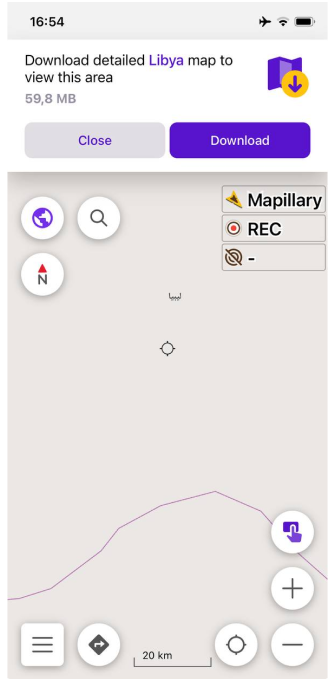 16:54
Download detailed Libya map to
view this area
59,8 MB
Close
Download
Mapillary
REC
-
N
20 km